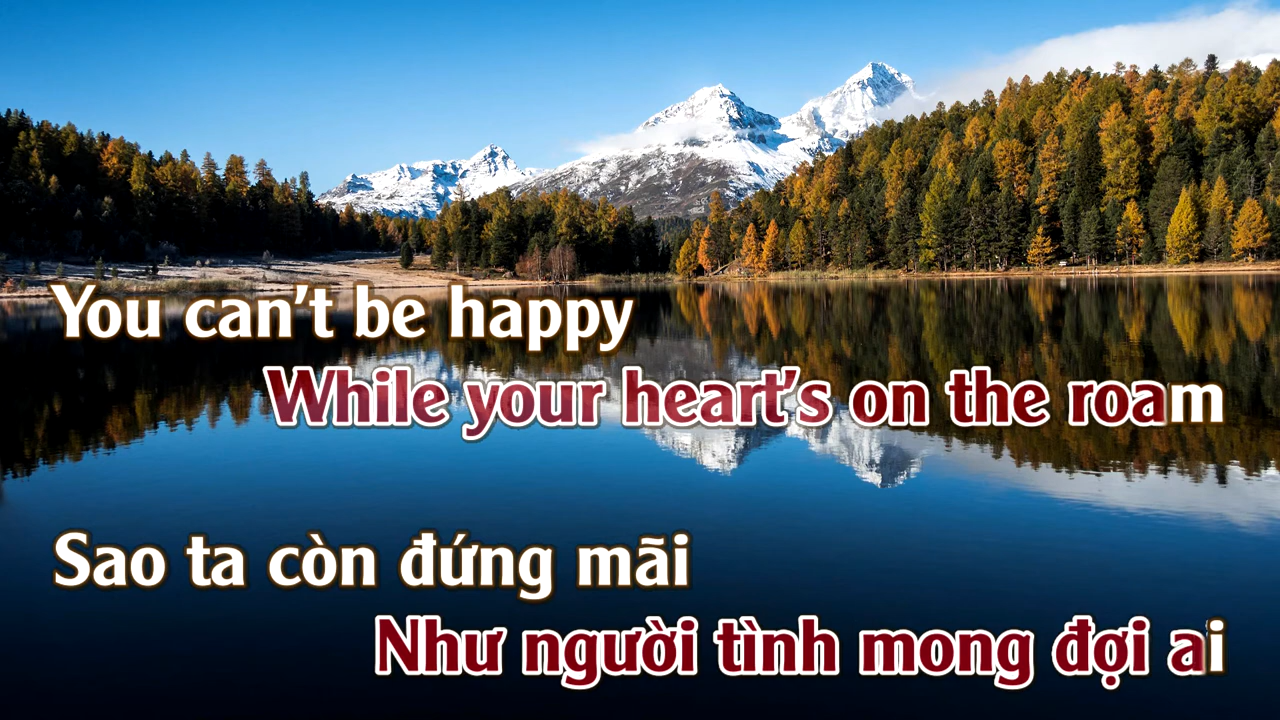 You can't be happy
While your heart's on the roam
Sao ta còn đứng mãi
Như người tình mong đợi ai